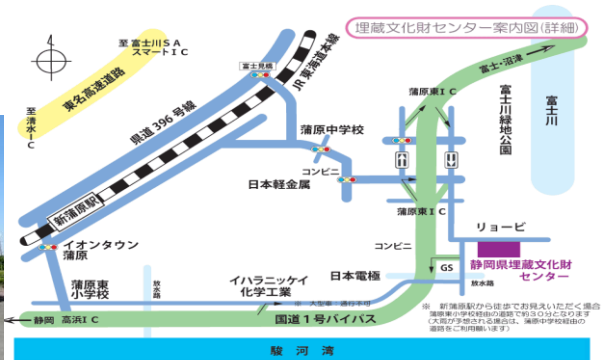 埋蔵文化財センター案内図(詳細)
至 富士川SA
スマートIC
東名高速道路
至清水IC
県道396号線
富士見橋
JR東海道本線
富士・沼津
蒲原東IC
富士川緑地公園
富士川
蒲原中学校
コンビニ
日本軽金属
新蒲原駅
蒲原東IC
リョービ
イオンタウン
蒲原
コンビニ
静岡県埋蔵文化財
センター
GS
放水路
日本電極
イハラニッケイ
化学工業
蒲原東
小学校
放水路
※ 大型車:通行不可
静岡 高浜IC
国道1号バイパス
※ 新蒲原駅から徒歩でお見えいただく場合
蒲原東小学校経由の道路で約30分となります
(大雨が予想される場合は、蒲原中学校経由の
道路をご利用願います)
駿河湾